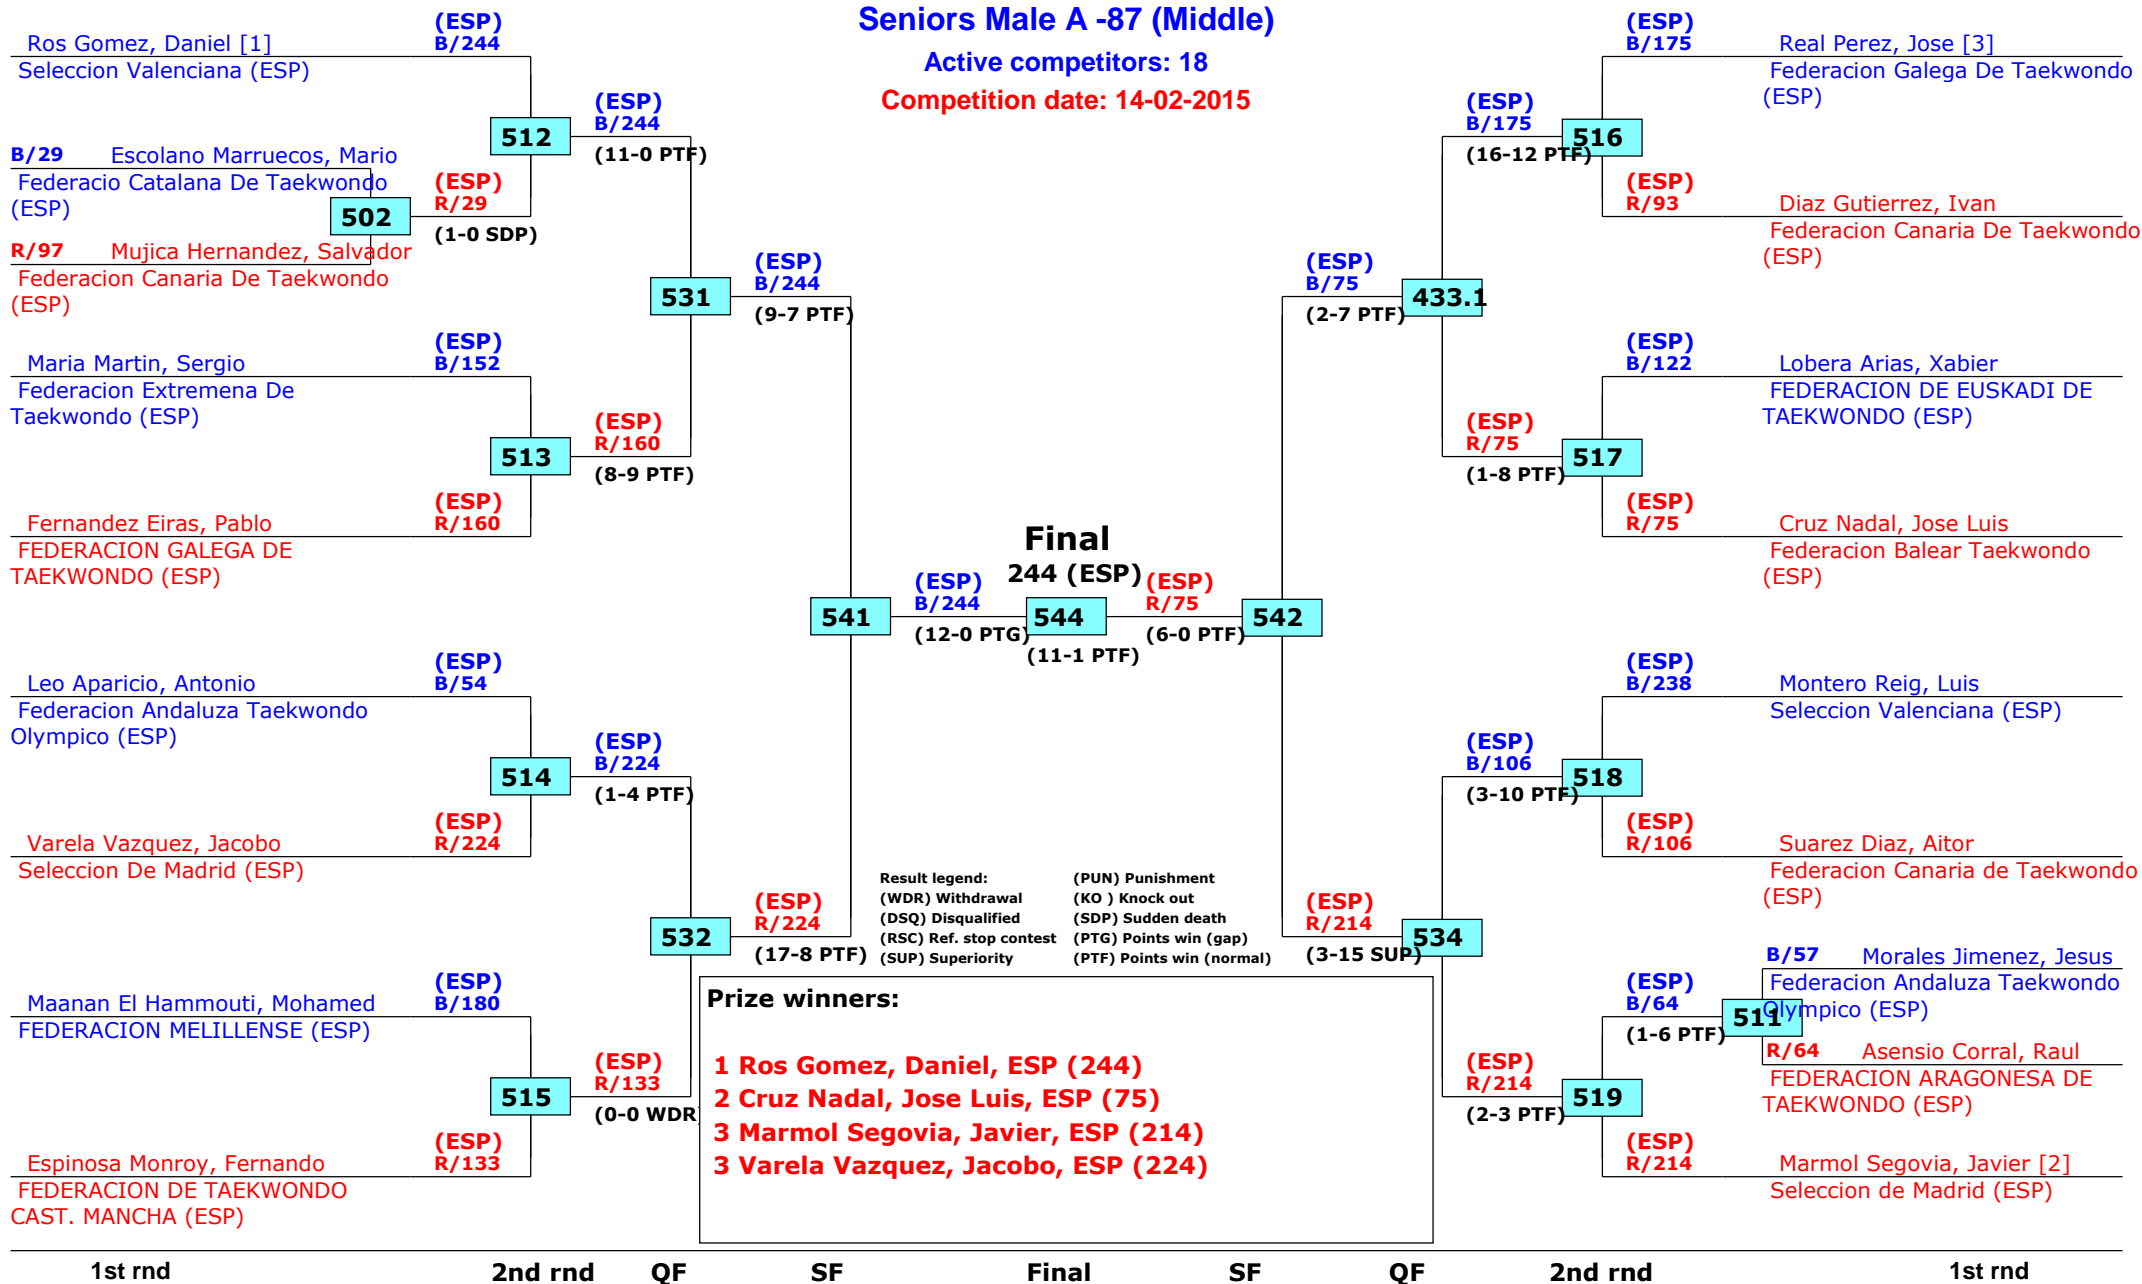 Seniors Male A -87 (Middle)
Active competitors: 18
Competition date: 14-02-2015
Ros Gomez, Daniel [1]
Seleccion Valenciana (ESP)
(ESP)
B/244
B/29 Escolano Marruecos, Mario
Federacio Catalana De Taekwondo
(ESP)
R/97 Mujica Hernandez, Salvador
Federacion Canaria De Taekwondo
(ESP)
502
(ESP)
R/29
(1-0 SDP)
512
(ESP)
B/244
(11-0 PTF)
Maria Martin, Sergio
Federacion Extremena De
Taekwondo (ESP)
(ESP)
B/152
Fernandez Eiras, Pablo
FEDERACION GALEGA DE
TAEKWONDO (ESP)
(ESP)
R/160
513
(ESP)
R/160
(8-9 PTF)
531
(ESP)
B/244
(9-7 PTF)
Leo Aparicio, Antonio
Federacion Andaluza Taekwondo
Olympico (ESP)
(ESP)
B/54
Varela Vazquez, Jacobo
Seleccion De Madrid (ESP)
(ESP)
R/224
514
(ESP)
B/224
(1-4 PTF)
Maanan El Hammouti, Mohamed
FEDERACION MELILLENSE (ESP)
(ESP)
B/180
Espinosa Monroy, Fernando
FEDERACION DE TAEKWONDO
CAST. MANCHA (ESP)
(ESP)
R/133
515
(ESP)
R/133
(0-0 WDR)
532
(ESP)
R/224
(17-8 PTF)
541
(ESP)
B/244
(12-0 PTG)
Final
244 (ESP)
544
(11-1 PTF)
(ESP)
R/75
(6-0 PTF)
542
(ESP)
B/75
(2-7 PTF)
433.1
(ESP)
B/175
(16-12 PTF)
516
(ESP)
B/175
Real Perez, Jose [3]
Federacion Galega De Taekwondo
(ESP)
(ESP)
R/93
Diaz Gutierrez, Ivan
Federacion Canaria De Taekwondo
(ESP)
(ESP)
R/75
(1-8 PTF)
517
(ESP)
B/122
Lobera Arias, Xabier
FEDERACION DE EUSKADI DE
TAEKWONDO (ESP)
(ESP)
R/75
Cruz Nadal, Jose Luis
Federacion Balear Taekwondo
(ESP)
(ESP)
R/214
(3-15 SUP)
534
(ESP)
B/106
(3-10 PTF)
518
(ESP)
B/238
Montero Reig, Luis
Seleccion Valenciana (ESP)
(ESP)
R/106
Suarez Diaz, Aitor
Federacion Canaria de Taekwondo
(ESP)
(ESP)
R/214
(2-3 PTF)
519
(ESP)
B/64
(1-6 PTF)
511
B/57 Morales Jimenez, Jesus
Federacion Andaluza Taekwondo
Olympico (ESP)
R/64 Asensio Corral, Raul
FEDERACION ARAGONESA DE
TAEKWONDO (ESP)
(ESP)
R/214
Marmol Segovia, Javier [2]
Seleccion de Madrid (ESP)
Result legend: (PUN) Punishment
(WDR) Withdrawal (KO ) Knock out
(DSQ) Disqualified (SDP) Sudden death
(RSC) Ref. stop contest (PTG) Points win (gap)
(SUP) Superiority (PTF) Points win (normal)
Prize winners:
1 Ros Gomez, Daniel, ESP (244)
2 Cruz Nadal, Jose Luis, ESP (75)
3 Marmol Segovia, Javier, ESP (214)
3 Varela Vazquez, Jacobo, ESP (224)
1st rnd 2nd rnd QF SF Final SF QF 2nd rnd 1st rnd